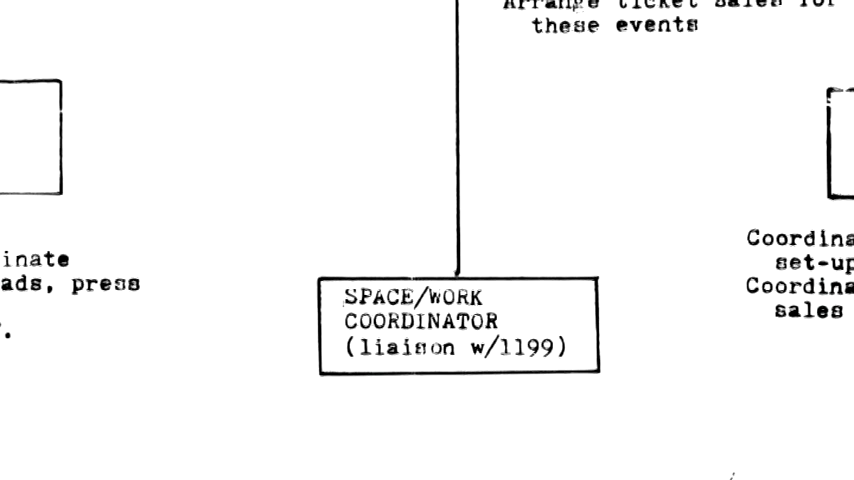 Arrange ticket sales for
these events
inate
ads, press
SPACE/WORK
COORDINATOR
(liaison w/1199)
Coordina
set-up
Coordina
sales